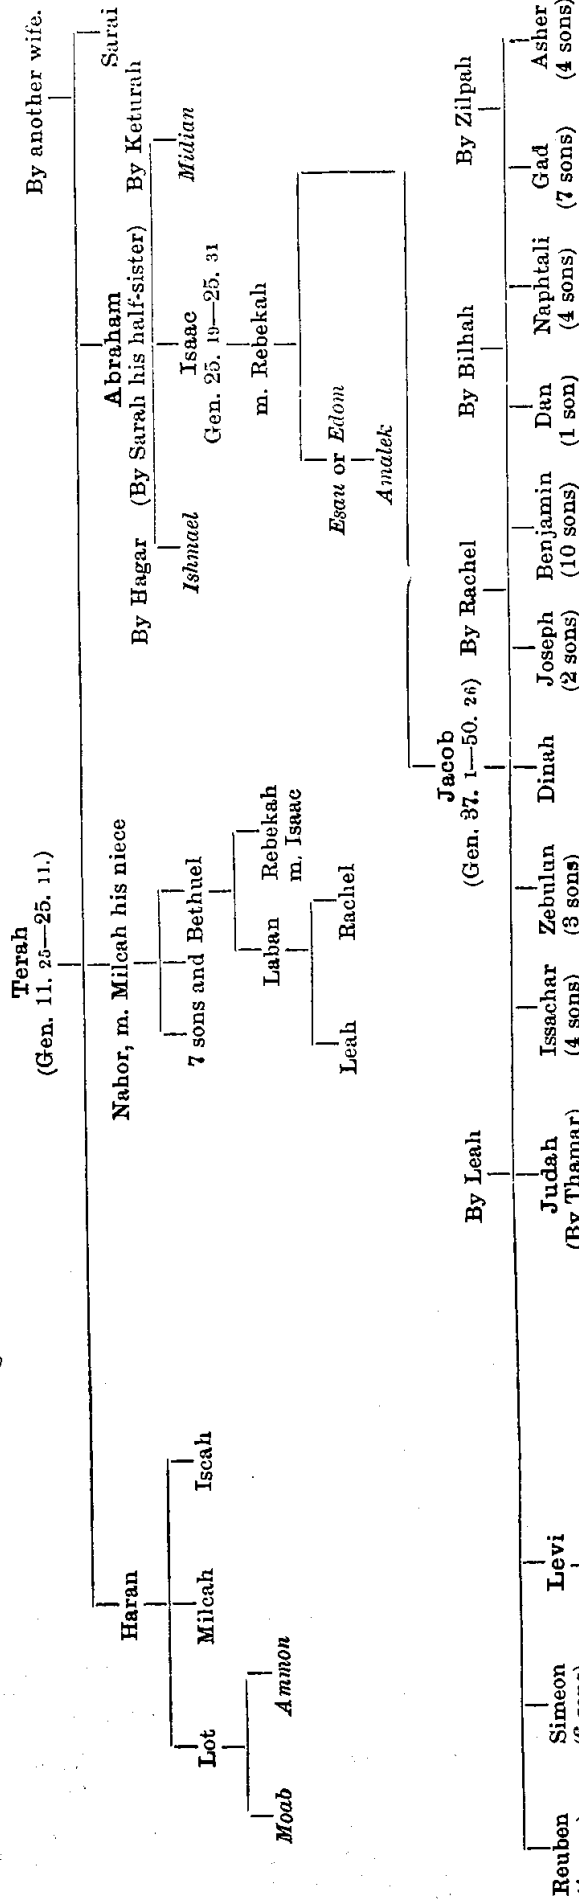 By another wife.
Terah
(Gen. 11. 25—25. 11.)
Haran
Nahor, m. Milcah his niece
Abraham
Sarai
By Hagar (By Sarah his half-sister) By Keturah
Lot
Milcah
Iscah
7 sons and Bethuel
Ishmael
Isaac
Gen. 25. 19—25. 31
Midian
m. Rebekah
Moab
Ammon
Laban
Rebekah
m. Isaac
Leah
Rachel
Esau or Edom
Amalek
Jacob
(Gen. 37. 1—50. 26)
By Leah
By Rachel
By Bilhah
By Zilpah
Reuben
Simeon
Levi
Judah
(By Thamar)
Issachar
(4 sons)
Zebulun
(3 sons)
Dinah
Joseph
(2 sons)
Benjamin
(10 sons)
Dan
(1 son)
Naphtali
(4 sons)
Gad
(7 sons)
Asher
(4 sons)